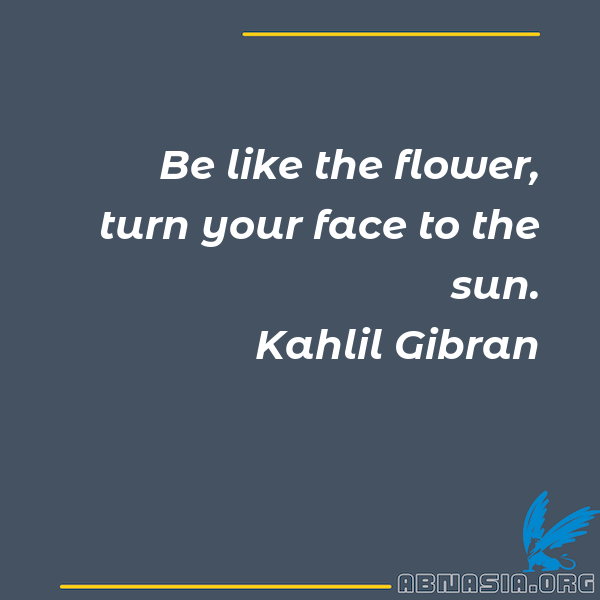 Be like the flower,
turn your face to the
sun.
Kahlil Gibran
ABNASIA.ORG